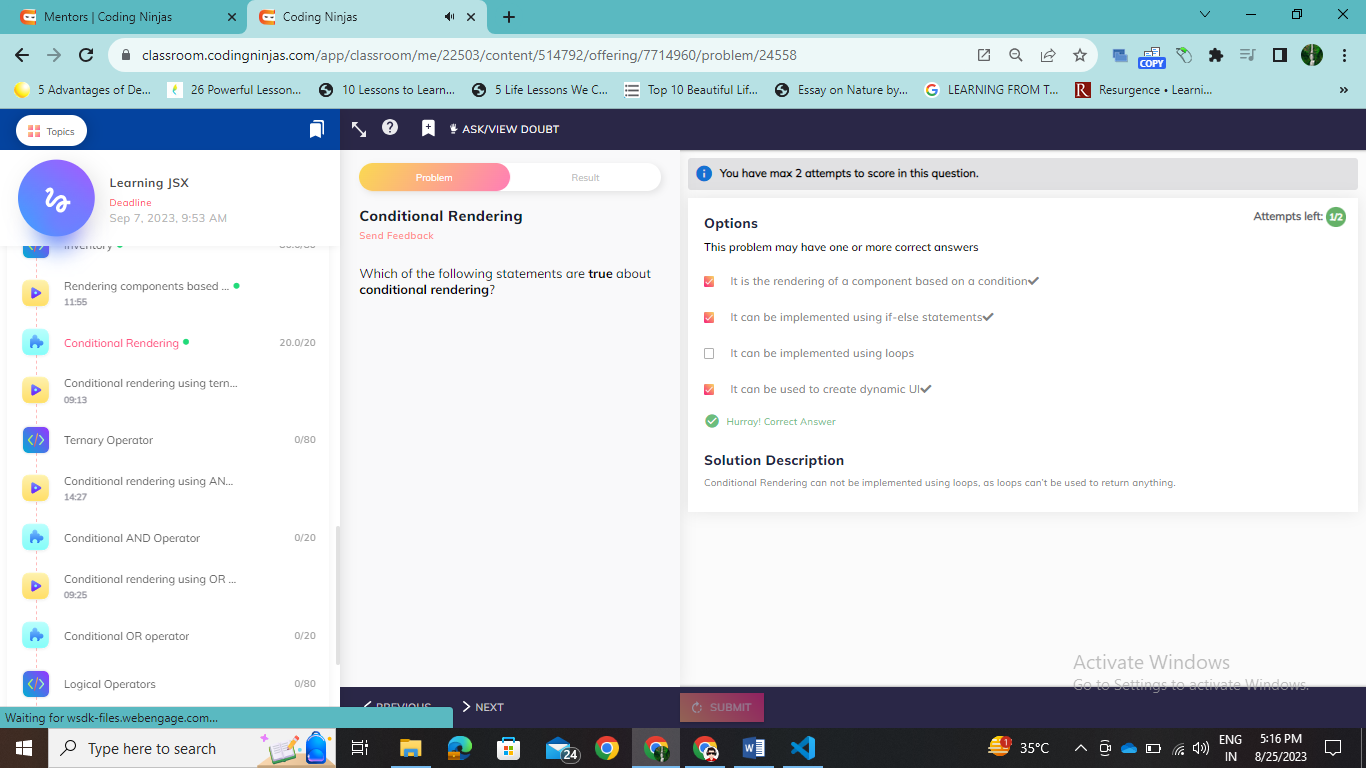 Mentors | Coding Ninjas
Coding Ninjas
classroom.codingninjas.com/app/classroom/me/22503/content/514792/offering/7714960/problem/24558
COPY
5 Advantages of De...
26 Powerful Lesson...
10 Lessons to Learn...
5 Life Lessons We C...
Top 10 Beautiful Lif...
Essay on Nature by...
LEARNING FROM T...
Resurgence • Learni...
Topics
ASK/VIEW DOUBT
Learning JSX
Deadline
Sep 7, 2023, 9:53 AM
Inventory
Rendering components based ...
11:55
Conditional Rendering
20.0/20
Conditional rendering using tern...
09:13
Ternary Operator
0/80
Conditional rendering using AN...
14:27
Conditional AND Operator
0/20
Conditional rendering using OR ...
09:25
Conditional OR operator
0/20
Logical Operators
0/80
Waiting for wsdk-files.webengage.com...
Problem
Result
Conditional Rendering
Send Feedback
Which of the following statements are true about
conditional rendering?
You have max 2 attempts to score in this question.
Options
Attempts left: 1/2
This problem may have one or more correct answers
It is the rendering of a component based on a condition
It can be implemented using if-else statements
It can be implemented using loops
It can be used to create dynamic UI
Hurray! Correct Answer
Solution Description
Conditional Rendering can not be implemented using loops, as loops can't be used to return anything.
Activate Windows
Go to Settings to activate Windows.
PREVIOUS
NEXT
SUBMIT
Type here to search
24
1
35°C
ENG
IN
5:16 PM
8/25/2023